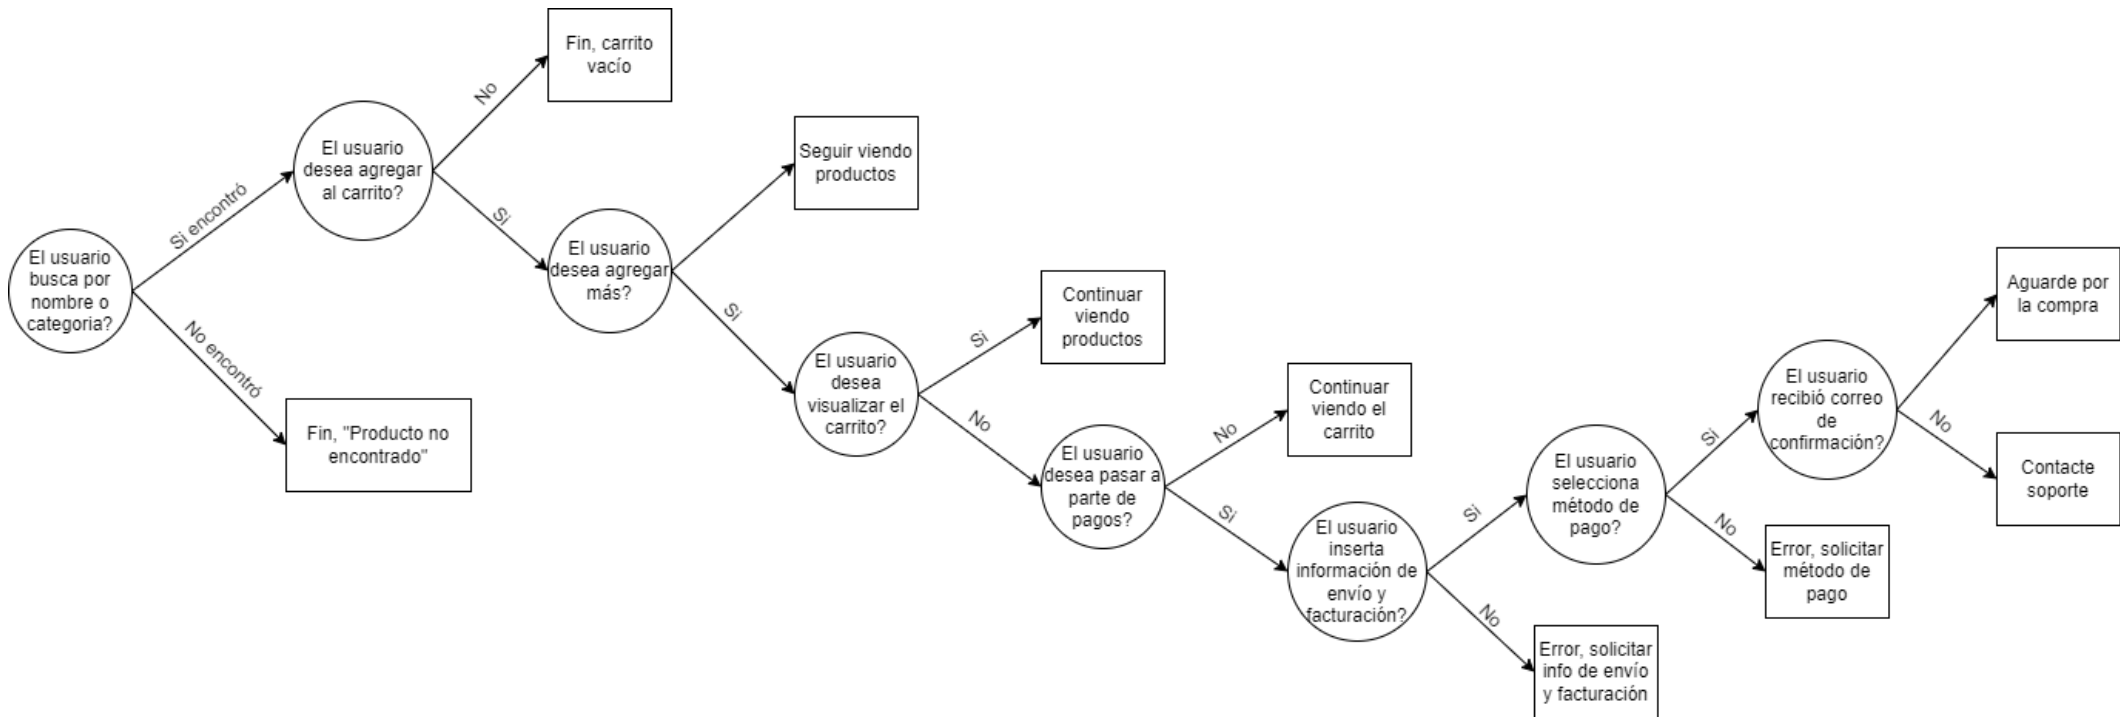 El usuario
busca por
nombre o
categoria?
Si encontró
No encontró
Fin, "Producto no
encontrado"
El usuario
desea agregar
al carrito?
No
Si
Fin, carrito
vacío
El usuario
desea agregar
más?
Si
Seguir viendo
productos
El usuario
desea
visualizar el
carrito?
Si
No
Continuar
viendo
productos
El usuario
desea pasar a
parte de
pagos?
No
Si
Continuar
viendo el
carrito
El usuario
inserta
información de
envío y
facturación?
Si
No
Error, solicitar
info de envío
y facturación
El usuario
selecciona
método de
pago?
Si
No
Error, solicitar
método de
pago
El usuario
recibió correo
de
confirmación?
No
Aguarde por
la compra
Contacte
soporte